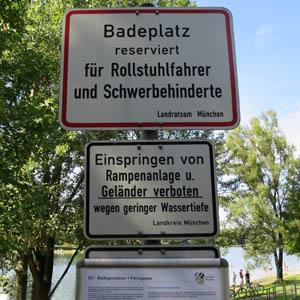 Badeplatz
reserviert
für Rollstuhlfahrer
und Schwerbehinderte
Landratsam München
Einspringen von
Rampenanlage u.
Geländer verboten
wegen geringer Wassertiefe
Landkreis München
EU - Badegewässer • Feringasee